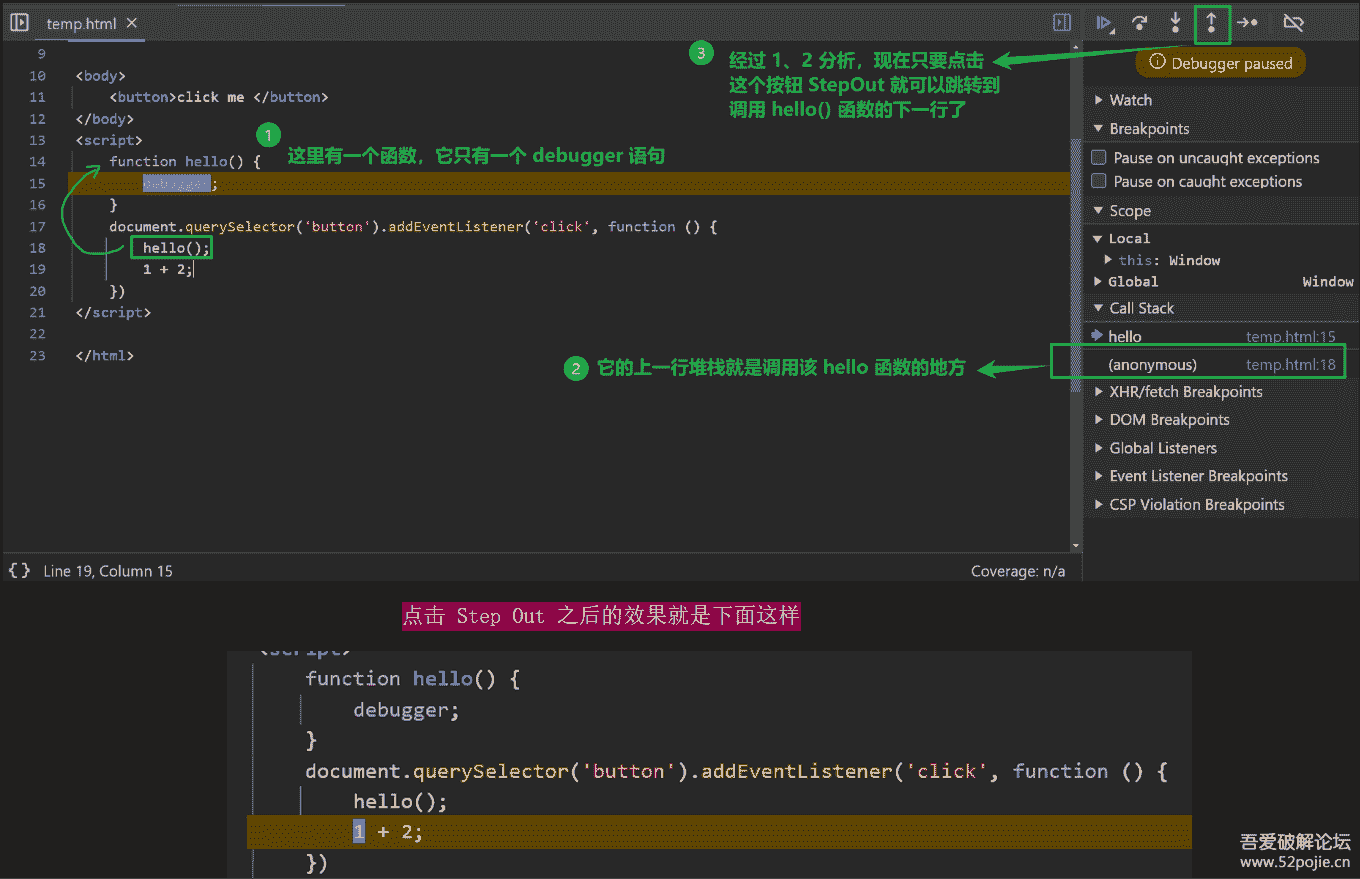 temp.html
9
10 <body>
11 <button>click me </button>
12 </body>
13 <script>
14 function hello() {
15 debugger;
16 }
17 document.querySelector('button').addEventListener('click', function () {
18 hello();
19 1 + 2;
20 })
21 </script>
22
23 </html>
1
这里有一个函数，它只有一个 debugger 语句
3
经过 1、2 分析，现在只要点击
这个按钮 StepOut 就可以跳转到
调用 hello() 函数的下一行了
2
它的上一行堆栈就是调用该 hello 函数的地方
Debugger paused
Watch
Breakpoints
Pause on uncaught exceptions
Pause on caught exceptions
Scope
Local
this: Window
Global Window
Call Stack
hello temp.html:15
(anonymous) temp.html:18
XHR/fetch Breakpoints
DOM Breakpoints
Global Listeners
Event Listener Breakpoints
CSP Violation Breakpoints
{} Line 19, Column 15
Coverage: n/a
点击 Step Out 之后的效果就是下面这样
<script>
function hello() {
debugger;
}
document.querySelector('button').addEventListener('click', function () {
hello();
1 + 2;
})
吾爱破解论坛
www.52pojie.cn